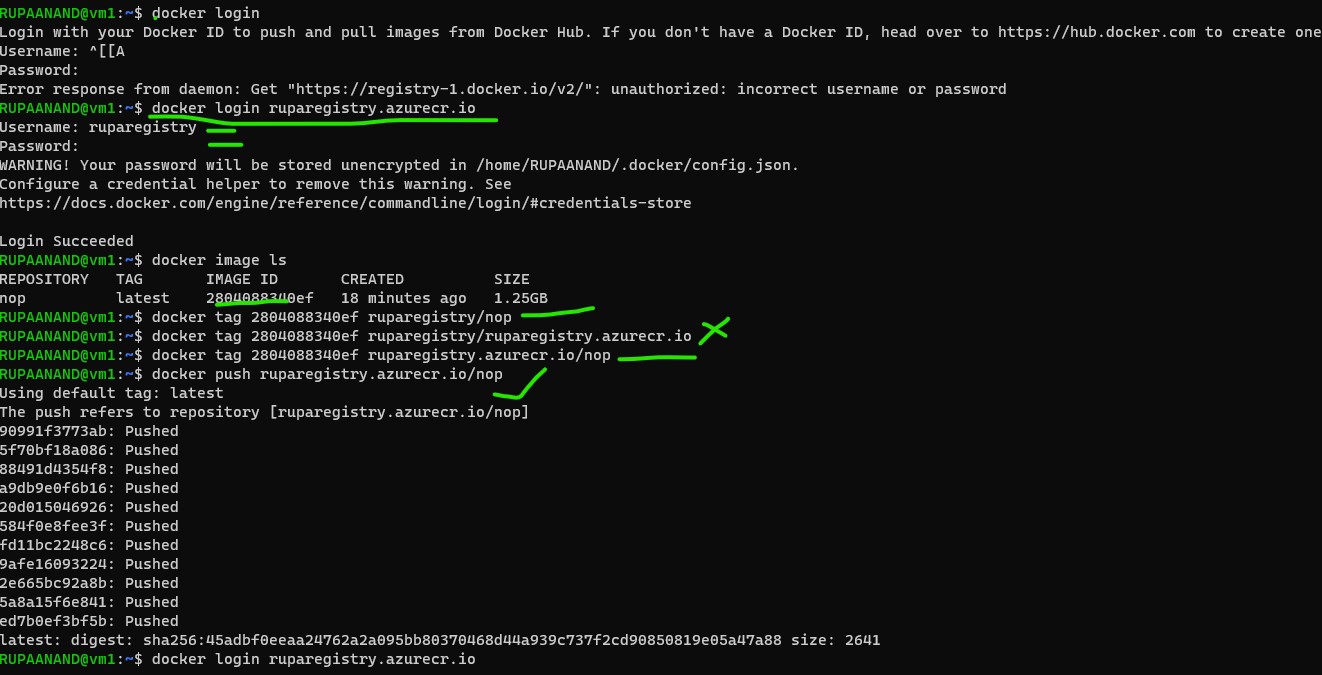 RUPAANAND@vm1:~$ docker login
Login with your Docker ID to push and pull images from Docker Hub. If you don't have a Docker ID, head over to https://hub.docker.com to create one
Username: ^[[A
Password:
Error response from daemon: Get "https://registry-1.docker.io/v2/": unauthorized: incorrect username or password
RUPAANAND@vm1:~$ docker login ruparegistry.azurecr.io
Username: ruparegistry
Password:
WARNING! Your password will be stored unencrypted in /home/RUPAANAND/.docker/config.json.
Configure a credential helper to remove this warning. See
https://docs.docker.com/engine/reference/commandline/login/#credentials-store
Login Succeeded
RUPAANAND@vm1:~$ docker image ls
REPOSITORY TAG IMAGE ID CREATED SIZE
nop latest 2804088340ef 18 minutes ago 1.25GB
RUPAANAND@vm1:~$ docker tag 2804088340ef ruparegistry/nop
RUPAANAND@vm1:~$ docker tag 2804088340ef ruparegistry/ruparegistry.azurecr.io
RUPAANAND@vm1:~$ docker tag 2804088340ef ruparegistry.azurecr.io/nop
RUPAANAND@vm1:~$ docker push ruparegistry.azurecr.io/nop
Using default tag: latest
The push refers to repository [ruparegistry.azurecr.io/nop]
90991f3773ab: Pushed
5f70bf18a086: Pushed
88491d4354f8: Pushed
a9db9e0f6b16: Pushed
20d015046926: Pushed
584f0e8fee3f: Pushed
fd11bc2248c6: Pushed
9afe16093224: Pushed
2e665bc92a8b: Pushed
5a8a15f6e841: Pushed
ed7b0ef3bf5b: Pushed
latest: digest: sha256:45adbf0eeaa24762a2a095bb80370468d44a939c737f2cd90850819e05a47a88 size: 2641
RUPAANAND@vm1:~$ docker login ruparegistry.azurecr.io